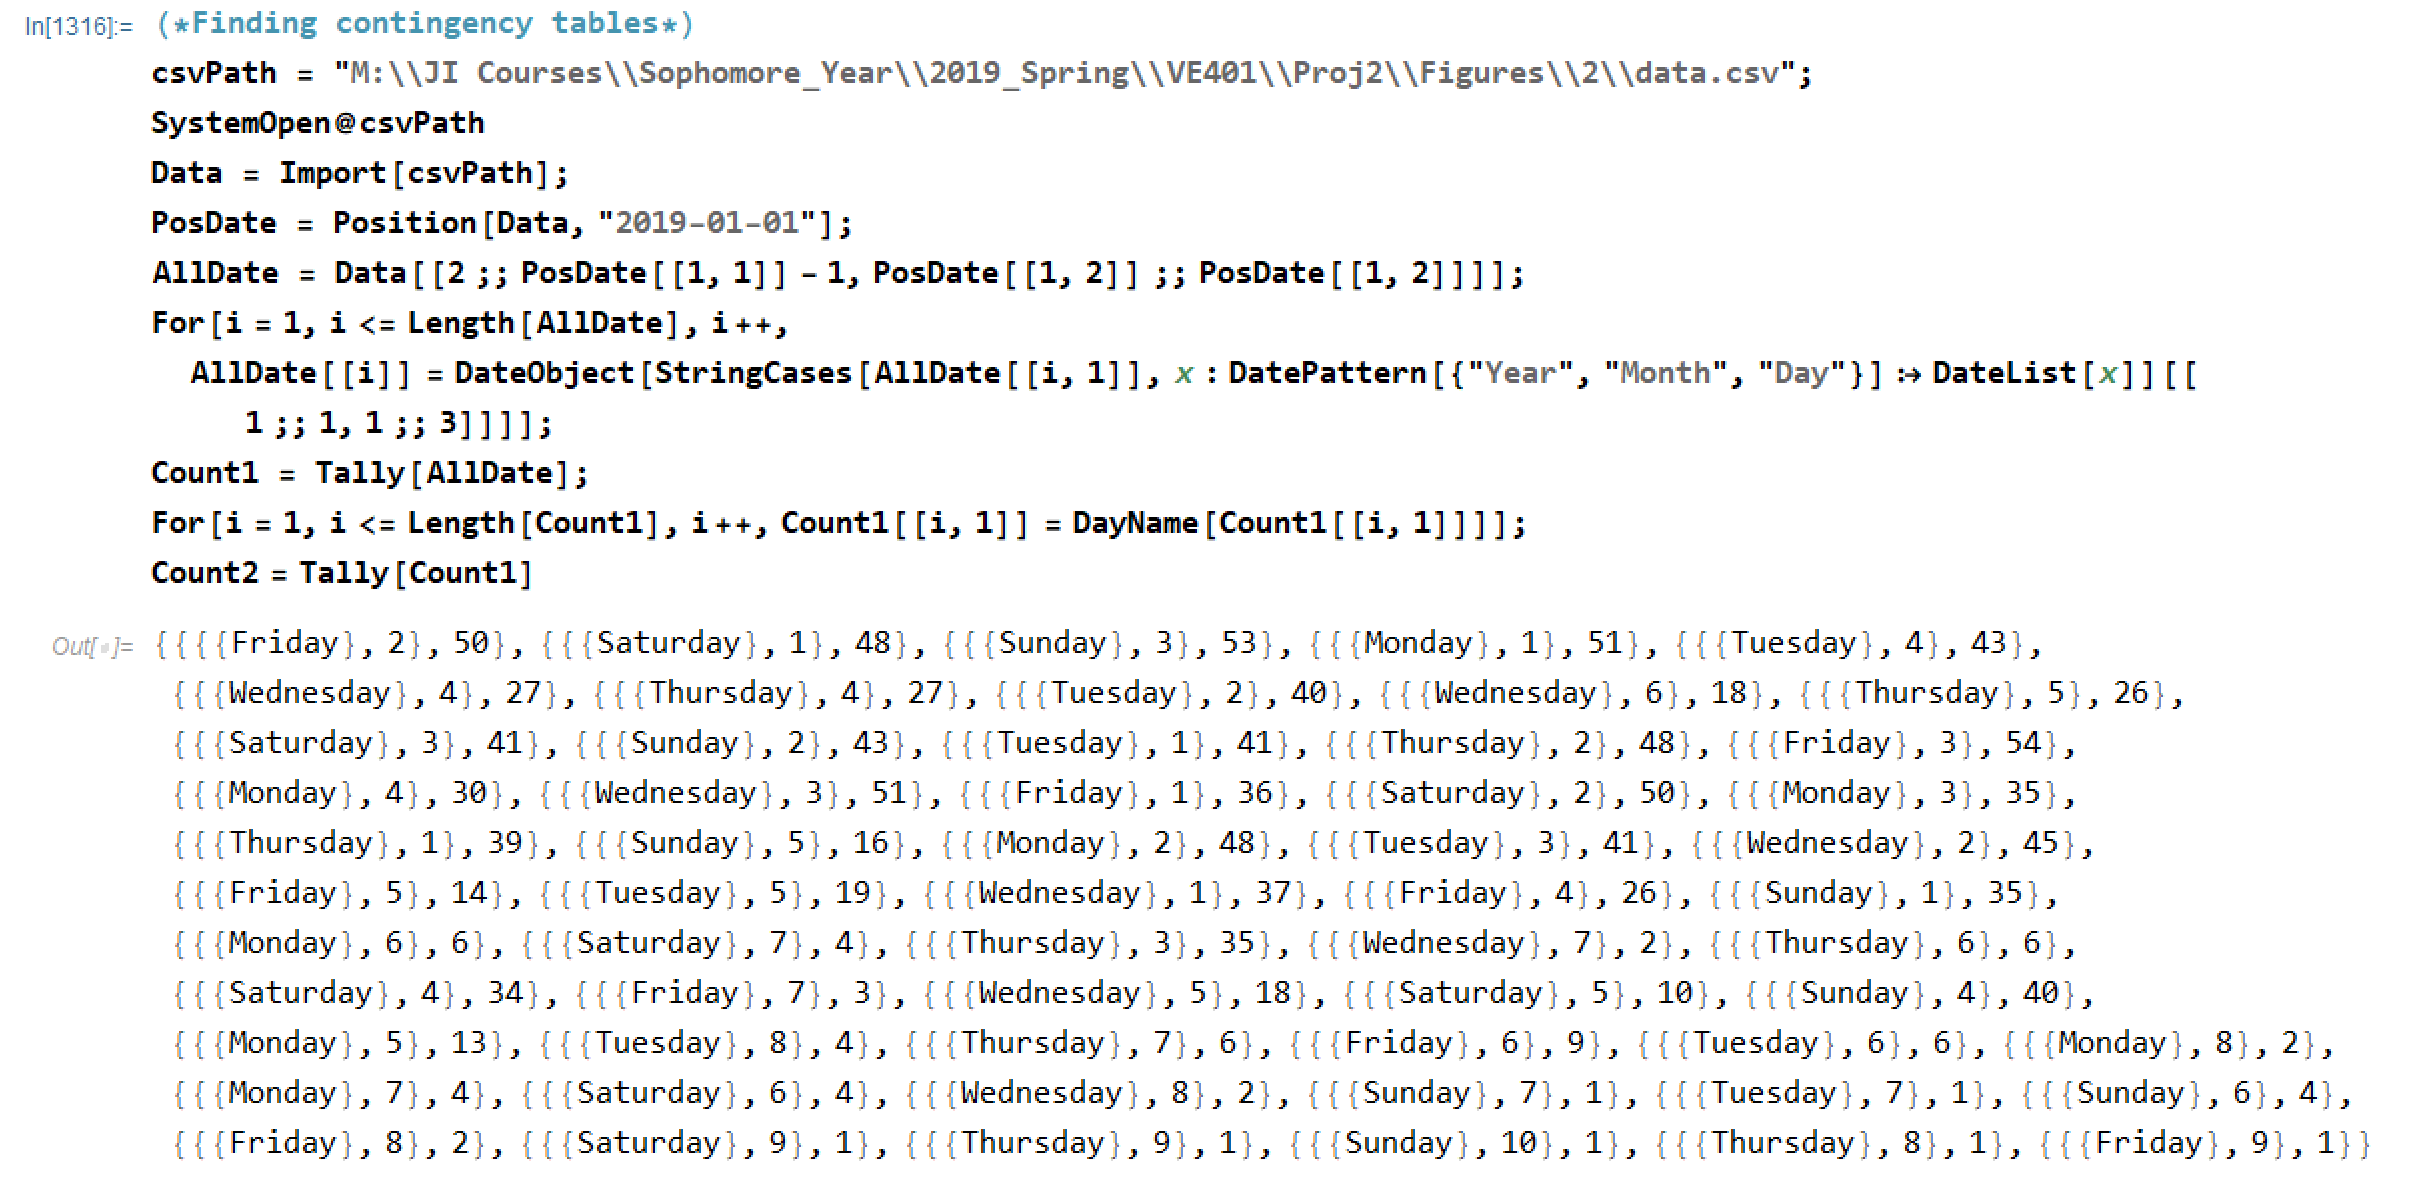 In[1316]:= (*Finding contingency tables*)
csvPath = "M:\\JI Courses\\Sophomore_Year\\2019_Spring\\VE401\\Proj2\\Figures\\2\\data.csv";
SystemOpen@csvPath
Data = Import[csvPath];
PosDate = Position[Data, "2019-01-01"];
AllDate = Data[[2 ;; PosDate[[1, 1]] - 1, PosDate[[1, 2]] ;; PosDate[[1, 2]]]];
For[i = 1, i <= Length[AllDate], i++,
AllDate[[i]] = DateObject[StringCases[AllDate[[i, 1]], x : DatePattern[{"Year", "Month", "Day"}] :→ DateList[x]][[
1 ;; 1, 1 ;; 3]]]];
Count1 = Tally[AllDate];
For[i = 1, i <= Length[Count1], i++, Count1[[i, 1]] = DayName[Count1[[i, 1]]]];
Count2 = Tally[Count1]
Out[•]= {{{{Friday}, 2}, 50}, {{{Saturday}, 1}, 48}, {{{Sunday}, 3}, 53}, {{{Monday}, 1}, 51}, {{{Tuesday}, 4}, 43},
{{{Wednesday}, 4}, 27}, {{{Thursday}, 4}, 27}, {{{Tuesday}, 2}, 40}, {{{Wednesday}, 6}, 18}, {{{Thursday}, 5}, 26},
{{{Saturday}, 3}, 41}, {{{Sunday}, 2}, 43}, {{{Tuesday}, 1}, 41}, {{{Thursday}, 2}, 48}, {{{Friday}, 3}, 54},
{{{Monday}, 4}, 30}, {{{Wednesday}, 3}, 51}, {{{Friday}, 1}, 36}, {{{Saturday}, 2}, 50}, {{{Monday}, 3}, 35},
{{{Thursday}, 1}, 39}, {{{Sunday}, 5}, 16}, {{{Monday}, 2}, 48}, {{{Tuesday}, 3}, 41}, {{{Wednesday}, 2}, 45},
{{{Friday}, 5}, 14}, {{{Tuesday}, 5}, 19}, {{{Wednesday}, 1}, 37}, {{{Friday}, 4}, 26}, {{{Sunday}, 1}, 35},
{{{Monday}, 6}, 6}, {{{Saturday}, 7}, 4}, {{{Thursday}, 3}, 35}, {{{Wednesday}, 7}, 2}, {{{Thursday}, 6}, 6},
{{{Saturday}, 4}, 34}, {{{Friday}, 7}, 3}, {{{Wednesday}, 5}, 18}, {{{Saturday}, 5}, 10}, {{{Sunday}, 4}, 40},
{{{Monday}, 5}, 13}, {{{Tuesday}, 8}, 4}, {{{Thursday}, 7}, 6}, {{{Friday}, 6}, 9}, {{{Tuesday}, 6}, 6}, {{{Monday}, 8}, 2},
{{{Monday}, 7}, 4}, {{{Saturday}, 6}, 4}, {{{Wednesday}, 8}, 2}, {{{Sunday}, 7}, 1}, {{{Tuesday}, 7}, 1}, {{{Sunday}, 6}, 4},
{{{Friday}, 8}, 2}, {{{Saturday}, 9}, 1}, {{{Thursday}, 9}, 1}, {{{Sunday}, 10}, 1}, {{{Thursday}, 8}, 1}, {{{Friday}, 9}, 1}}